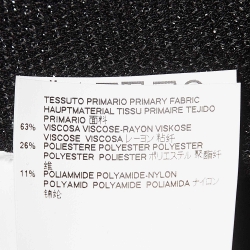 TESSUTO PRIMARIO PRIMARY FABRIC
HAUPTMATERIAL TISSU PRIMAIRE TEJIDO
PRIMARIO 面料
63% VISCOSA VISCOSE-RAYON VISKOSE
VISCOSE VISCOSA レーヨン 粘纤
26% POLIESTERE POLYESTER POLYESTER
POLYESTER POLIESTER ポリエステル 聚酯纤
维
11% POLIAMMIDE POLYAMIDE-NYLON
POLYAMID POLYAMIDE POLIAMIDA ナイロン
锦纶